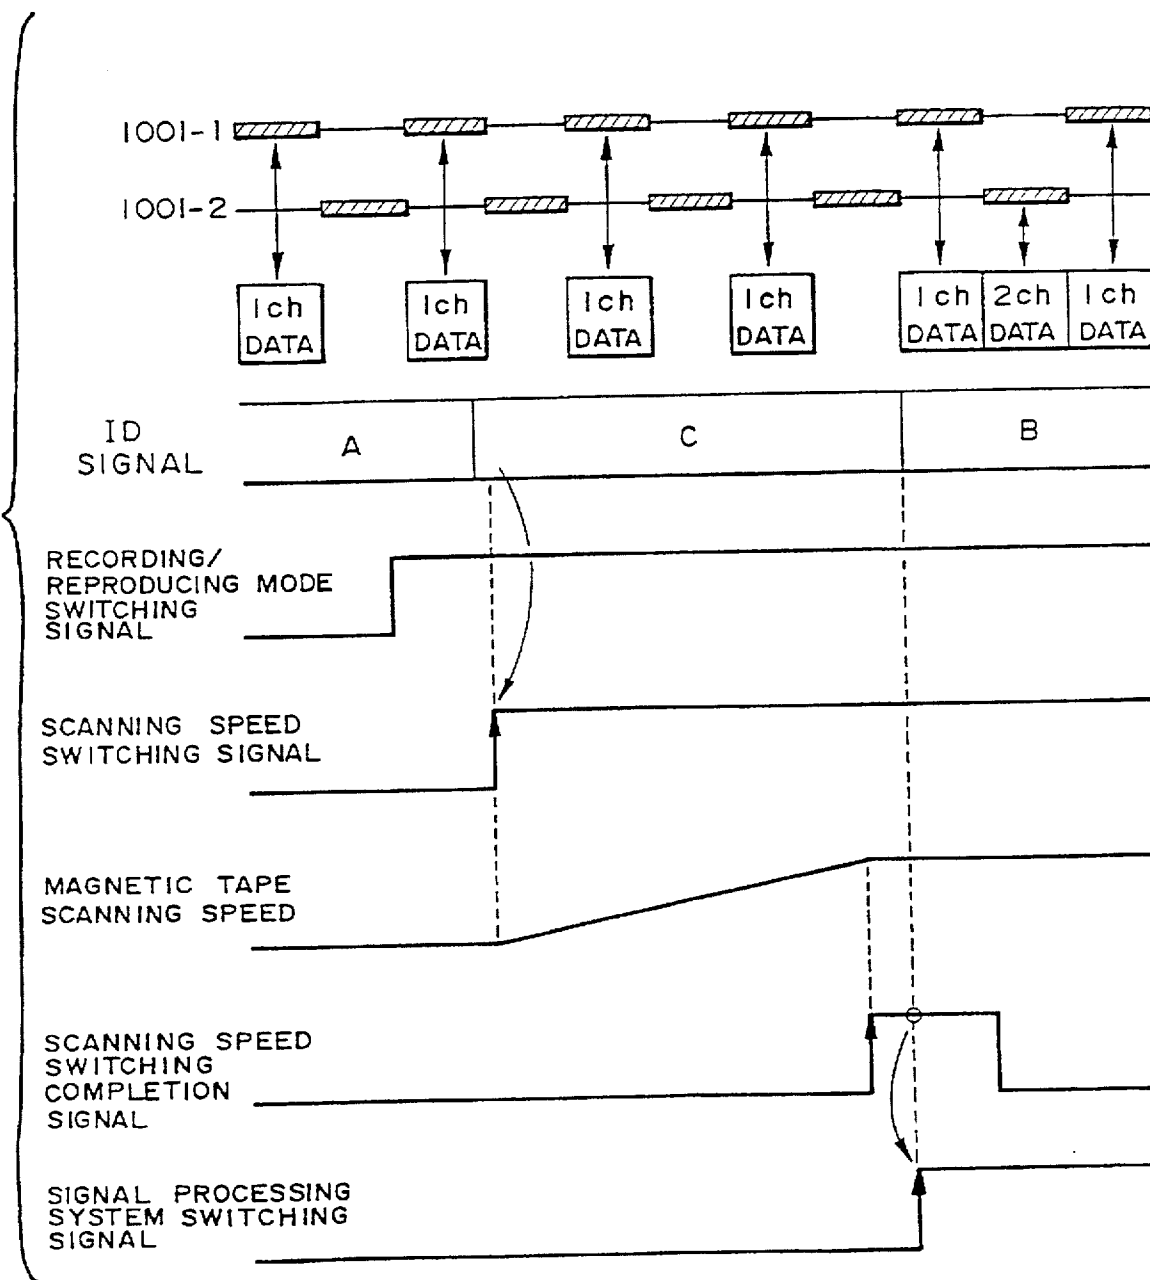 1001-1
1001-2
1ch 1ch 1ch 1ch 1ch 2ch 1ch
DATA DATA DATA DATA DATA DATA DATA
ID
SIGNAL
A C B
RECORDING/
REPRODUCING MODE
SWITCHING
SIGNAL
SCANNING SPEED
SWITCHING SIGNAL
MAGNETIC TAPE
SCANNING SPEED
SCANNING SPEED
SWITCHING
COMPLETION
SIGNAL
SIGNAL PROCESSING
SYSTEM SWITCHING
SIGNAL